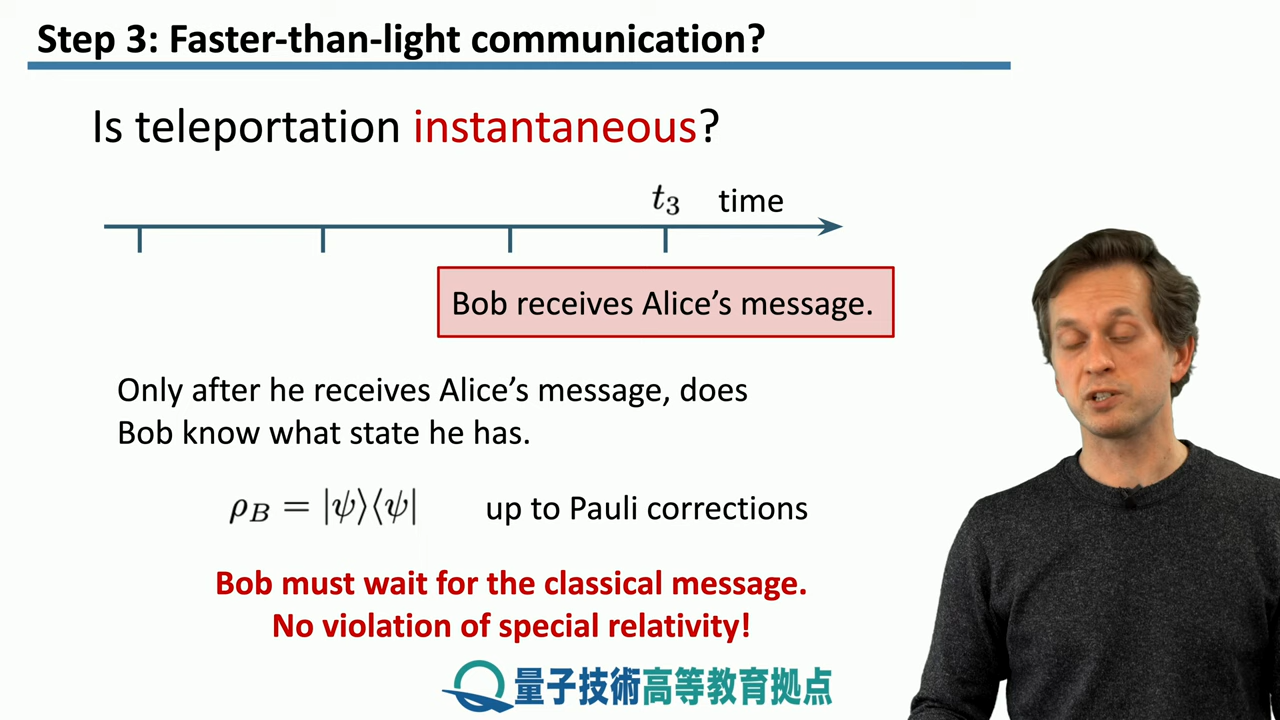 Step 3: Faster-than-light communication?
Is teleportation instantaneous?
t₃ time
Bob receives Alice’s message.
Only after he receives Alice’s message, does
Bob know what state he has.
ρ_B = |ψ⟩⟨ψ| up to Pauli corrections
Bob must wait for the classical message.
No violation of special relativity!
量子技術高等教育拠点